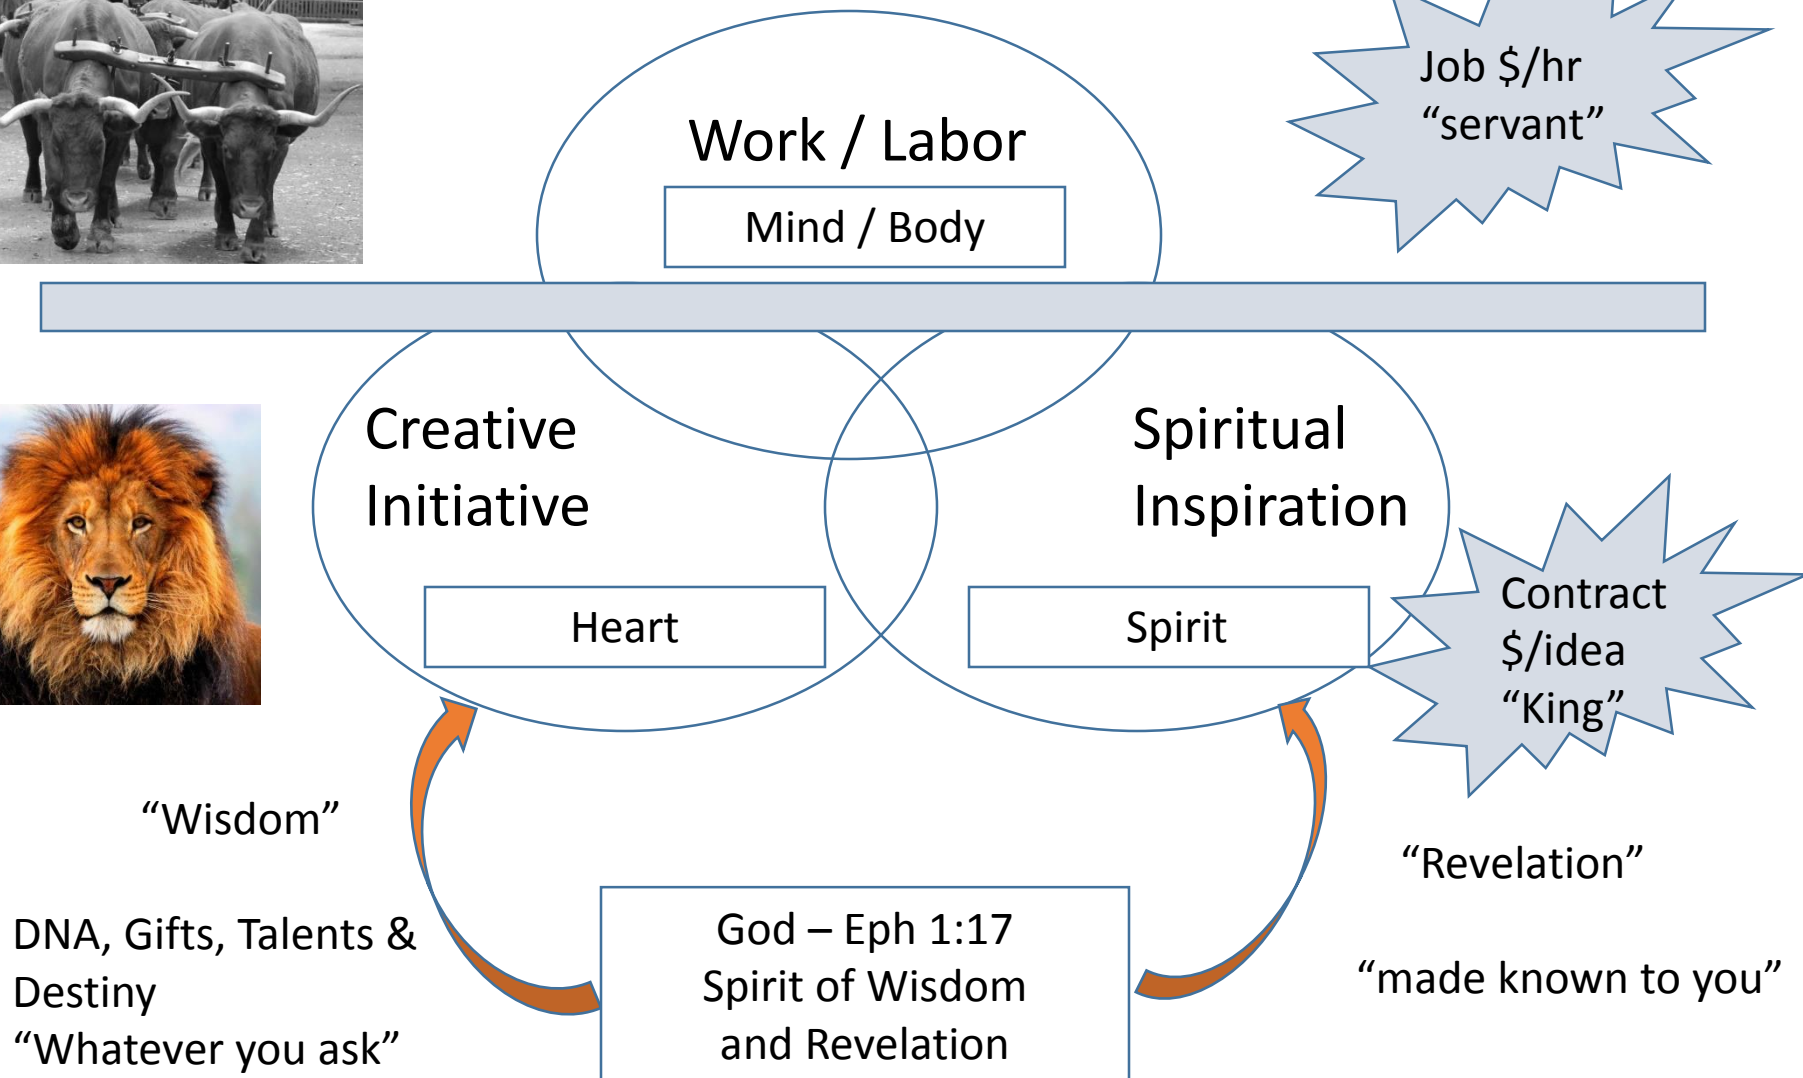 Job $/hr
“servant”
Work / Labor
Mind / Body
Creative
Initiative
Spiritual
Inspiration
Heart
Spirit
Contract
$/idea
“King”
“Wisdom”
“Revelation”
DNA, Gifts, Talents &
Destiny
“Whatever you ask”
God – Eph 1:17
Spirit of Wisdom
and Revelation
“made known to you”